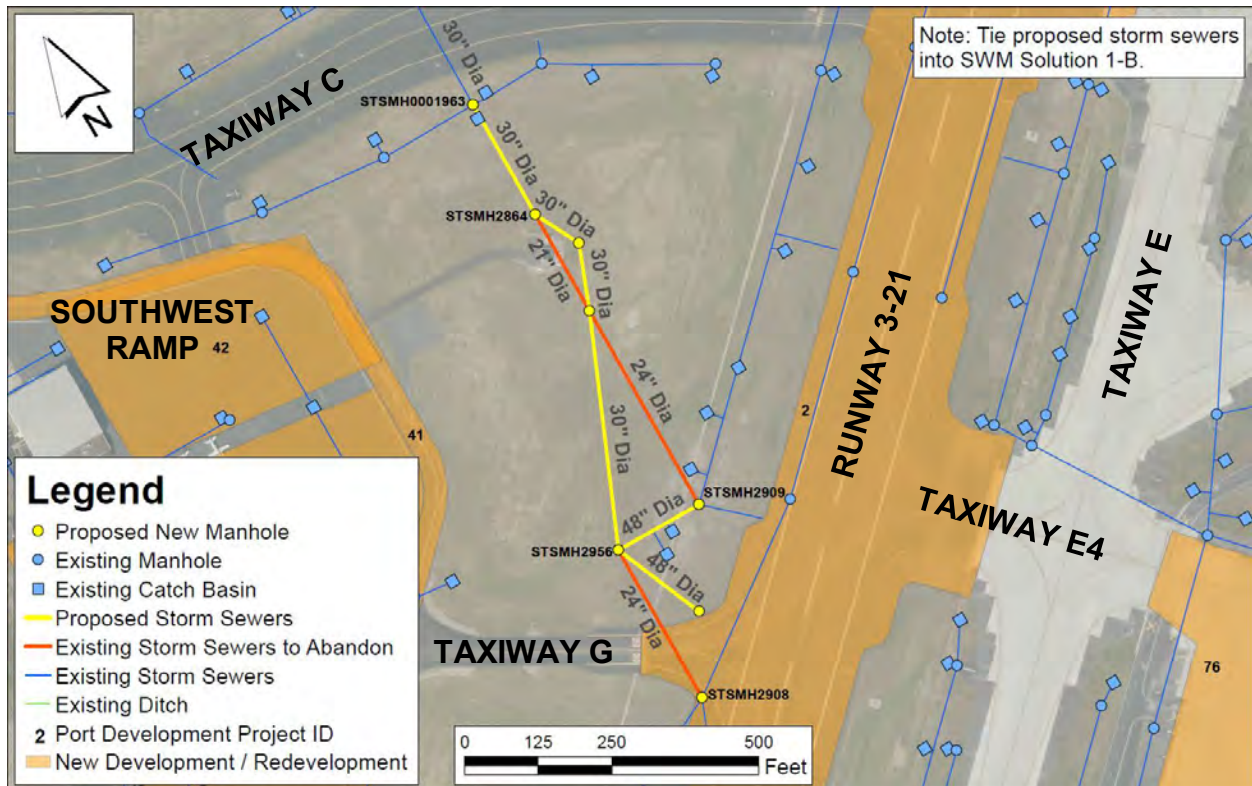 Note: Tie proposed storm sewers
into SWM Solution 1-B.
N
TAXIWAY C
30" Dia
STSMH0001963
30" Dia
STSMH2864
30" Dia
21" Dia
30" Dia
SOUTHWEST
RAMP
42
41
24" Dia
30" Dia
2
RUNWAY 3-21
TAXIWAY E
TAXIWAY E4
STSMH2909
48" Dia
STSMH2956
48" Dia
24" Dia
TAXIWAY G
STSMH2908
76
Legend
Proposed New Manhole
Existing Manhole
Existing Catch Basin
Proposed Storm Sewers
Existing Storm Sewers to Abandon
Existing Storm Sewers
Existing Ditch
2 Port Development Project ID
New Development / Redevelopment
0 125 250 500
Feet